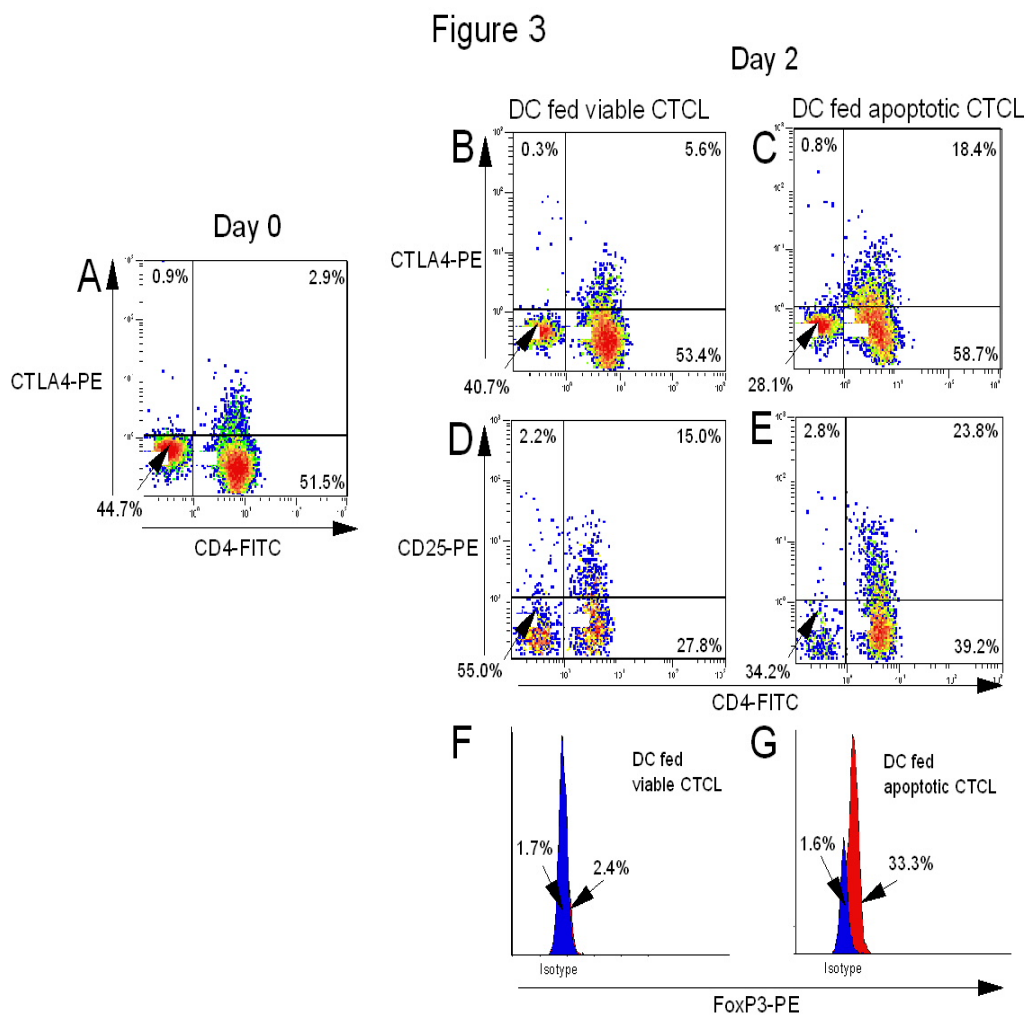 Figure 3
Day 2
DC fed viable CTCL
DC fed apoptotic CTCL
B
0.3%
5.6%
C
0.8%
18.4%
Day 0
A
0.9%
2.9%
CTLA4-PE
CTLA4-PE
53.4%
58.7%
40.7%
28.1%
51.5%
44.7%
CD4-FITC
D
2.2%
15.0%
E
2.8%
23.8%
CD25-PE
27.8%
39.2%
55.0%
34.2%
CD4-FITC
F
DC fed
viable CTCL
1.7%
2.4%
Isotype
G
DC fed
apoptotic CTCL
1.6%
33.3%
Isotype
FoxP3-PE